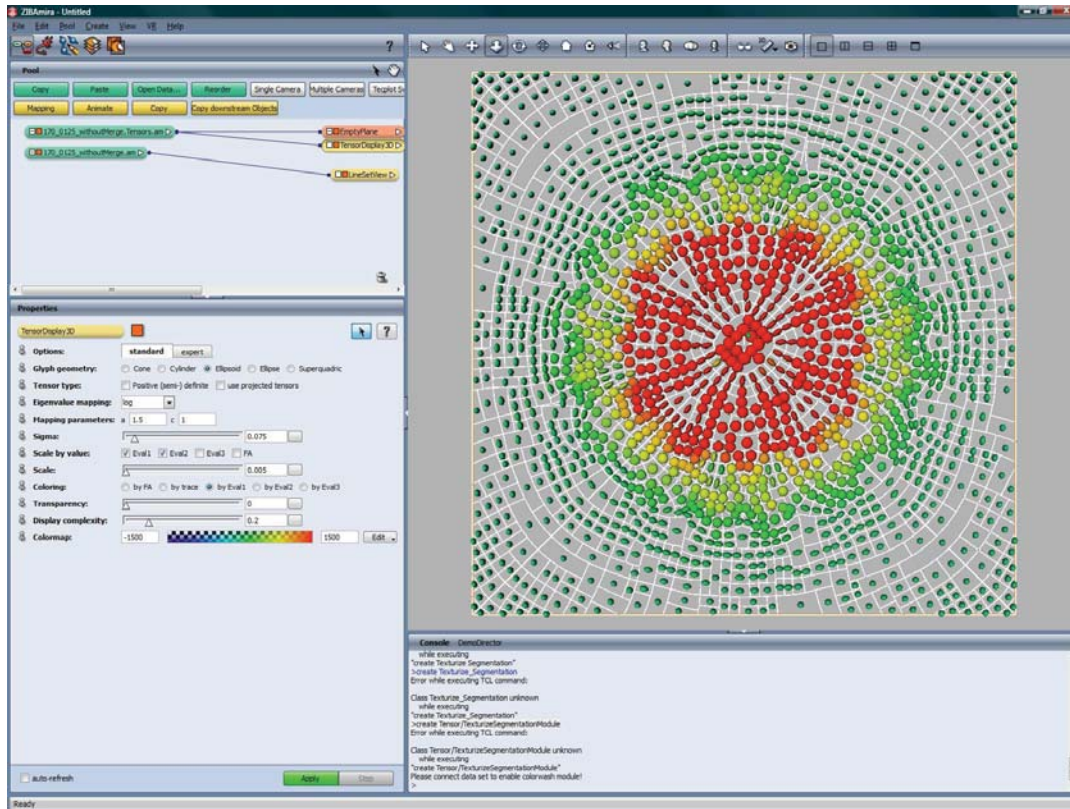 ZIBAmira - Untitled
File Edit Pool Create View VR Help
?
Pool
Copy Paste Open Data... Reorder Single Camera Multiple Cameras Tecplot
Mapping Animate Copy Copy downstream Objects
170_0125_withoutMerge.Tensors.am
EmptyPlane
TensorDisplay3D
170_0125_withoutMerge.am
LineSetView
Properties
TensorDisplay3D
?
Options: standard expert
Glyph geometry: Cone Cylinder Ellipsoid Ellipse Superquadric
Tensor type: Positive (semi-) definite use projected tensors
Eigenvalue mapping: log
Mapping parameters: a 1.5 c 1
Sigma: 0.075
Scale by value: Eval1 Eval2 Eval3 FA
Scale: 0.005
Coloring: by FA by trace by Eval1 by Eval2 by Eval3
Transparency: 0
Display complexity: 0.2
Colormap: -1500 1500 Edit
auto-refresh
Apply Stop
Ready
Console DemoDirector
while executing
"create Texturize Segmentation"
>create Texturize_Segmentation
Error while executing TCL command:
Class Texturize_Segmentation unknown
while executing
"create Texturize_Segmentation"
>create Tensor/TexturizeSegmentationModule
Error while executing TCL command:
Class Tensor/TexturizeSegmentationModule unknown
while executing
"create Tensor/TexturizeSegmentationModule"
Please connect data set to enable colorwash module!
>